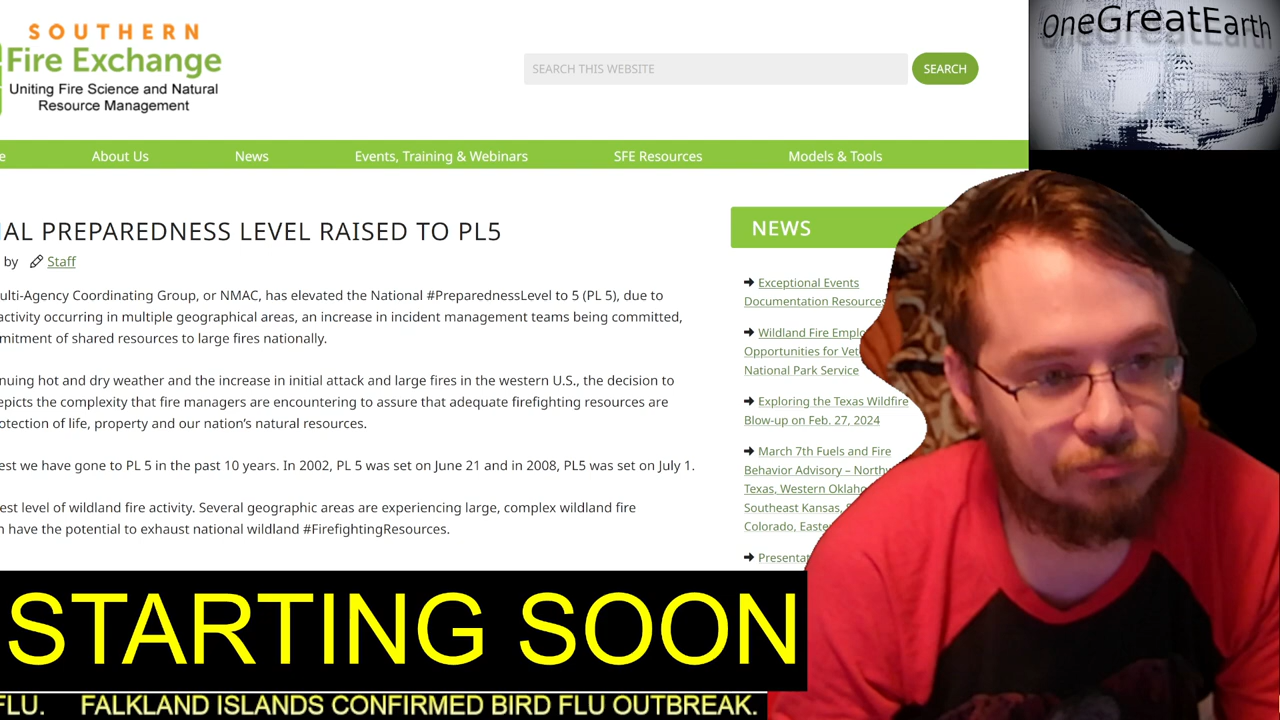 SOUTHERN
Fire Exchange
Uniting Fire Science and Natural
Resource Management
SEARCH THIS WEBSITE
SEARCH
OneGreatEarth
About Us
News
Events, Training & Webinars
SFE Resources
Models & Tools
AL PREPAREDNESS LEVEL RAISED TO PL5
by Staff
ulti-Agency Coordinating Group, or NMAC, has elevated the National #PreparednessLevel to 5 (PL 5), due to
activity occurring in multiple geographical areas, an increase in incident management teams being committed,
mitment of shared resources to large fires nationally.
nuing hot and dry weather and the increase in initial attack and large fires in the western U.S., the decision to
epicts the complexity that fire managers are encountering to assure that adequate firefighting resources are
otection of life, property and our nation's natural resources.
est we have gone to PL 5 in the past 10 years. In 2002, PL 5 was set on June 21 and in 2008, PL5 was set on July 1.
est level of wildland fire activity. Several geographic areas are experiencing large, complex wildland fire
have the potential to exhaust national wildland #FirefightingResources.
NEWS
Exceptional Events
Documentation Resources
Wildland Fire Emplo
Opportunities for Vet
National Park Service
Exploring the Texas Wildfire
Blow-up on Feb. 27, 2024
March 7th Fuels and Fire
Behavior Advisory – Northw
Texas, Western Oklaho
Southeast Kansas,
Colorado, Easte
Presentat
STARTING SOON
FLU. FALKLAND ISLANDS CONFIRMED BIRD FLU OUTBREAK.